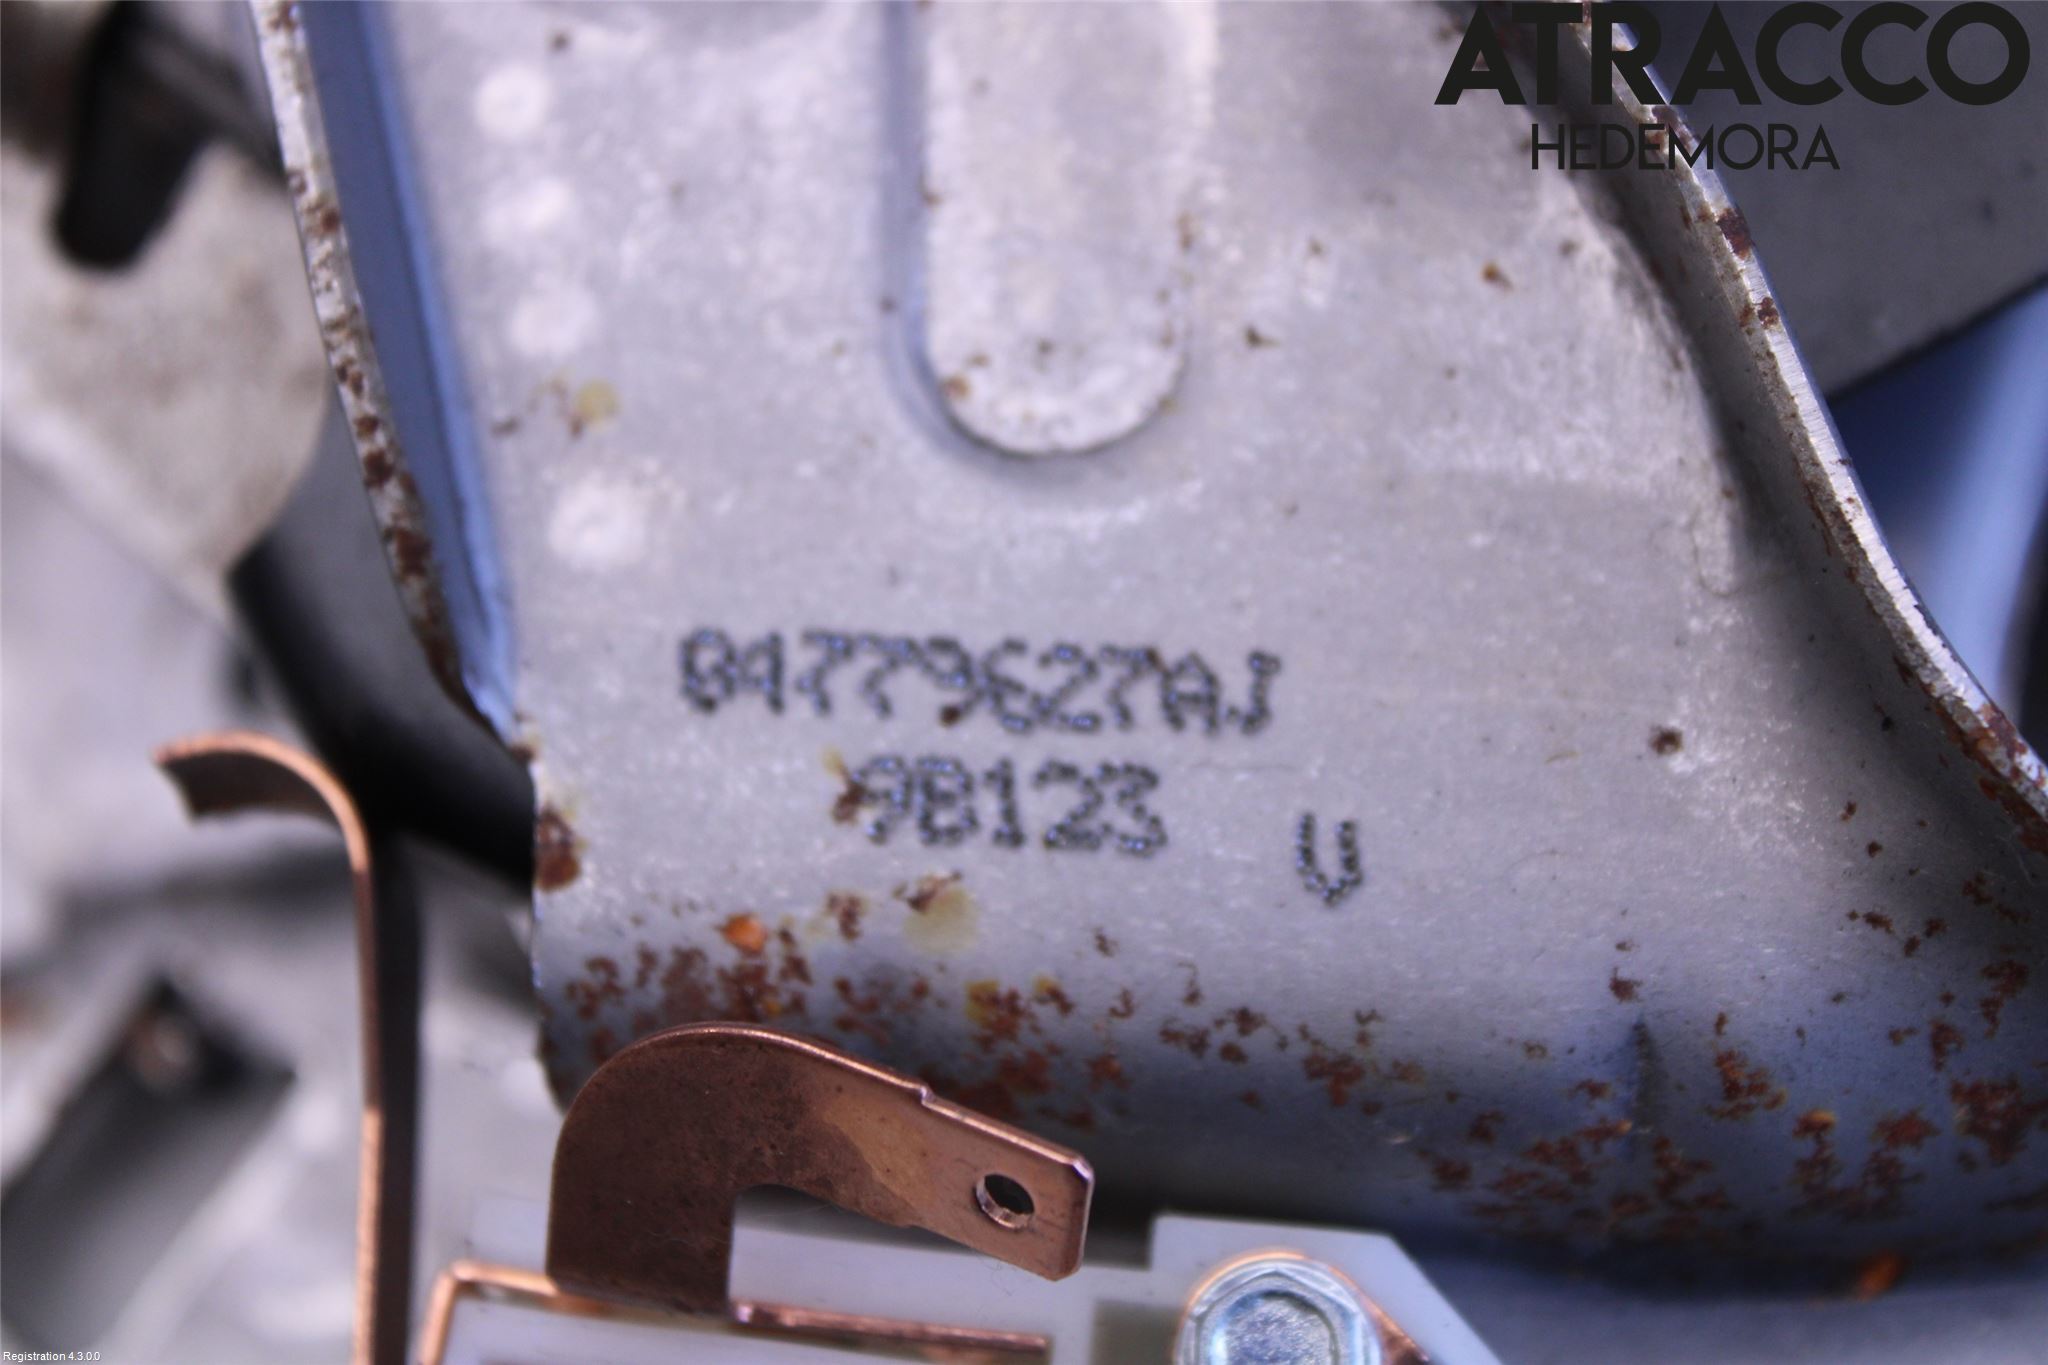 ATRACCO
HEDEMORA
04779627AJ
9B123
V
Registration 4.3.0.0